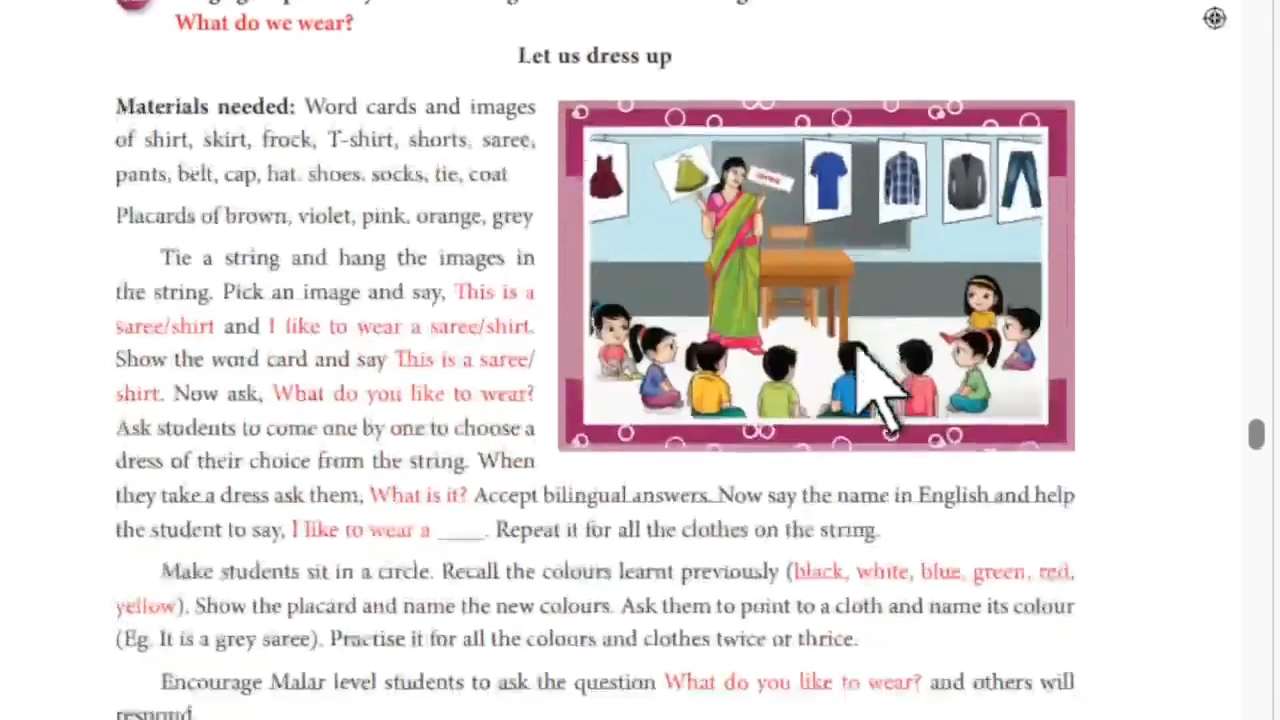 What do we wear?
Let us dress up
Materials needed: Word cards and images
of shirt, skirt, frock, T-shirt, shorts, saree,
pants, belt, cap, hat. shoes. socks, tie, coat
Placards of brown, violet, pink. orange, grey
Tie a string and hang the images in
the string. Pick an image and say, This is a
saree/shirt and I like to wear a saree/shirt.
Show the word card and say This is a saree/
shirt. Now ask, What do you like to wear?
Ask students to come one by one to choose a
dress of their choice from the string. When
they take a dress ask them, What is it? Accept bilingual answers. Now say the name in English and help
the student to say, I like to wear a ____. Repeat it for all the clothes on the string.
Make students sit in a circle. Recall the colours learnt previously (black, white, blue, green, red,
yellow). Show the placard and name the new colours. Ask them to point to a cloth and name its colour
(Eg. It is a grey saree). Practise it for all the colours and clothes twice or thrice.
Encourage Malar level students to ask the question What do you like to wear? and others will
respond